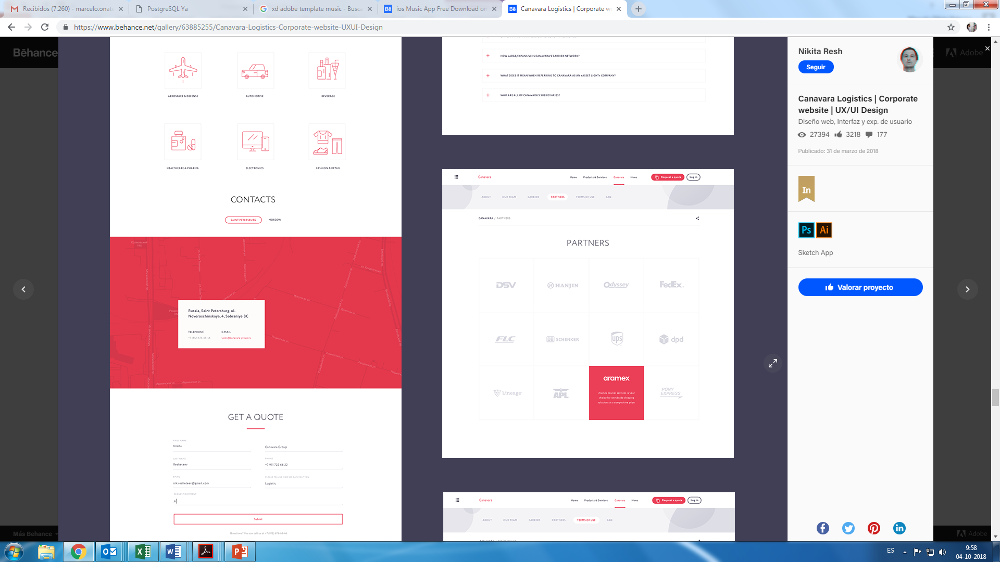 Recibidos (7.260) - marcelo.onate
PostgreSQL Ya
xd adobe template music - Busca
ios Music App Free Download on
Canavara Logistics | Corporate w
https://www.behance.net/gallery/63885255/Canavara-Logistics-Corporate-website-UXUI-Design
Bēhance
Adobe
AEROSPACE & DEFENSE
AUTOMOTIVE
BEVERAGE
HEALTHCARE & PHARMA
ELECTRONICS
FASHION & RETAIL
CONTACTS
SAINT PETERSBURG
MOSCOW
Russia, Saint Petersburg, ul.
Novoroschinskaya, 4, Sobraniye BC
TELEPHONE
E-MAIL
+7 (812) 676-65-46
sales@canavara-group.ru
GET A QUOTE
FIRST NAME
Nikita
Canavara Group
LAST NAME
PHONE
Resheteev
+7 911 722 66 22
EMAIL
PLEASE TELL US HOW WE CAN HELP YOU
nik.resheteev@gmail.com
Logistic
REQUEST/COMMENT
A
Submit
Questions? You can call us at +7 (812) 676-65-46
HOW LARGE/EXPANSIVE IS CANAVARA'S CARRIER NETWORK?
WHAT DOES IT MEAN WHEN REFERRING TO CANAVARA AS AN «ASSET LIGHT» COMPANY?
WHO ARE ALL OF CANAVARA'S SUBSIDIARIES?
Canavara
Home
Products & Services
Canavara
News
Request a quote
Log in
ABOUT
OUR TEAM
CAREERS
PARTNERS
TERMS OF USE
FAQ
CANAVARA / PARTNERS
PARTNERS
DSV
HANJIN
Odyssey
FedEx
FLC
DB SCHENKER
ups
dpd
Lineage
APL
aramex
Aramex courier services is your
choice for worldwide shipping
solutions at a competitive price.
PONY
EXPRESS
Canavara
Home
Products & Services
Canavara
News
Request a quote
Log in
ABOUT
OUR TEAM
CAREERS
PARTNERS
TERMS OF USE
FAQ
Nikita Resh
Seguir
Canavara Logistics | Corporate
website | UX/UI Design
Diseño web, Interfaz y exp. de usuario
27394
3218
177
Publicado: 31 de marzo de 2018
In
Ps
Ai
Sketch App
Valorar proyecto
Más Behance
Adobe
ES
9:58
04-10-2018